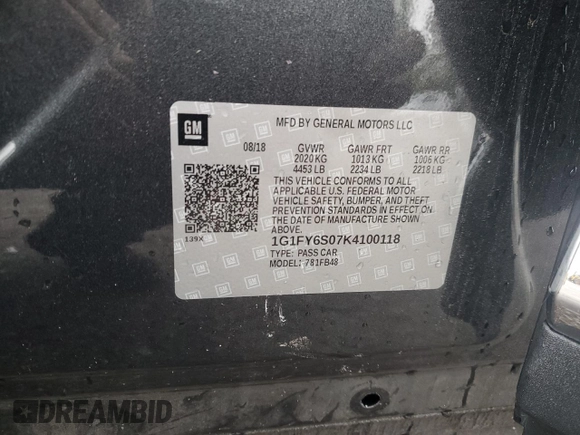 GM
MFD BY GENERAL MOTORS LLC
08/18 GVWR GAWR FRT GAWR RR
2020 KG 1013 KG 1006 KG
4453 LB 2234 LB 2218 LB
THIS VEHICLE CONFORMS TO ALL
APPLICABLE U.S. FEDERAL MOTOR
VEHICLE SAFETY, BUMPER, AND THEFT
PREVENTION STANDARDS IN EFFECT ON
THE DATE OF MANUFACTURE SHOWN
ABOVE.
139X
1G1FY6S07K4100118
TYPE: PASS CAR
MODEL: 781FB48
DREAMBID